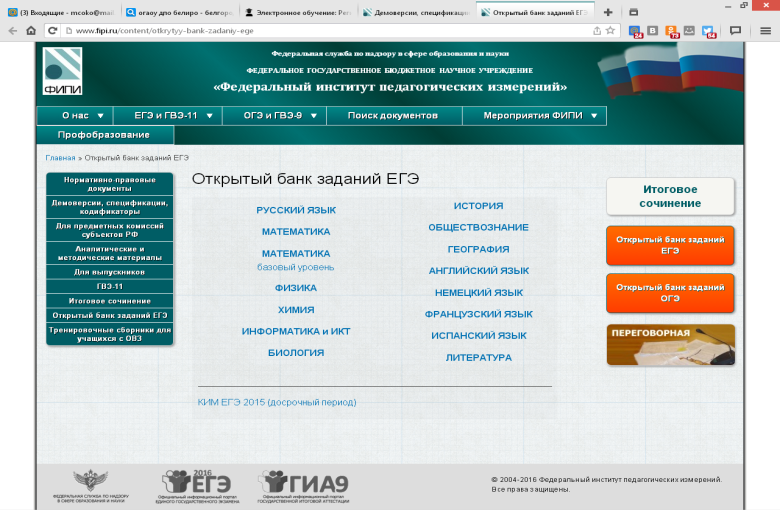 (3) Входящие - mcoko@mail
огаоу дпо белиро - белгоро
Электронное обучение: Реп
Демоверсии, спецификации
Открытый банк заданий ЕГЭ
www.fipi.ru/content/otkrytyy-bank-zadaniy-ege
24
79
64
Федеральная служба по надзору в сфере образования и науки
ФЕДЕРАЛЬНОЕ ГОСУДАРСТВЕННОЕ БЮДЖЕТНОЕ НАУЧНОЕ УЧРЕЖДЕНИЕ
«Федеральный институт педагогических измерений»
ФИПИ
О нас
ЕГЭ и ГВЭ-11
ОГЭ и ГВЭ-9
Поиск документов
Мероприятия ФИПИ
Профобразование
Главная » Открытый банк заданий ЕГЭ
Нормативно-правовые
документы
Демоверсии, спецификации,
кодификаторы
Для предметных комиссий
субъектов РФ
Аналитические и
методические материалы
Для выпускников
ГВЭ-11
Итоговое сочинение
Открытый банк заданий ЕГЭ
Тренировочные сборники для
учащихся с ОВЗ
Открытый банк заданий ЕГЭ
РУССКИЙ ЯЗЫК
МАТЕМАТИКА
МАТЕМАТИКА
базовый уровень
ФИЗИКА
ХИМИЯ
ИНФОРМАТИКА и ИКТ
БИОЛОГИЯ
ИСТОРИЯ
ОБЩЕСТВОЗНАНИЕ
ГЕОГРАФИЯ
АНГЛИЙСКИЙ ЯЗЫК
НЕМЕЦКИЙ ЯЗЫК
ФРАНЦУЗСКИЙ ЯЗЫК
ИСПАНСКИЙ ЯЗЫК
ЛИТЕРАТУРА
КИМ ЕГЭ 2015 (досрочный период)
Итоговое
сочинение
Открытый банк заданий
ЕГЭ
Открытый банк заданий
ОГЭ
ПЕРЕГОВОРНАЯ
ФЕДЕРАЛЬНАЯ СЛУЖБА ПО НАДЗОРУ
В СФЕРЕ ОБРАЗОВАНИЯ И НАУКИ
2016
ЕГЭ
Официальный информационный портал
ЕДИНОГО ГОСУДАРСТВЕННОГО ЭКЗАМЕНА
ГИА9
Официальный информационный портал
ГОСУДАРСТВЕННОЙ ИТОГОВОЙ АТТЕСТАЦИИ
© 2004-2016 Федеральный институт педагогических измерений.
Все права защищены.